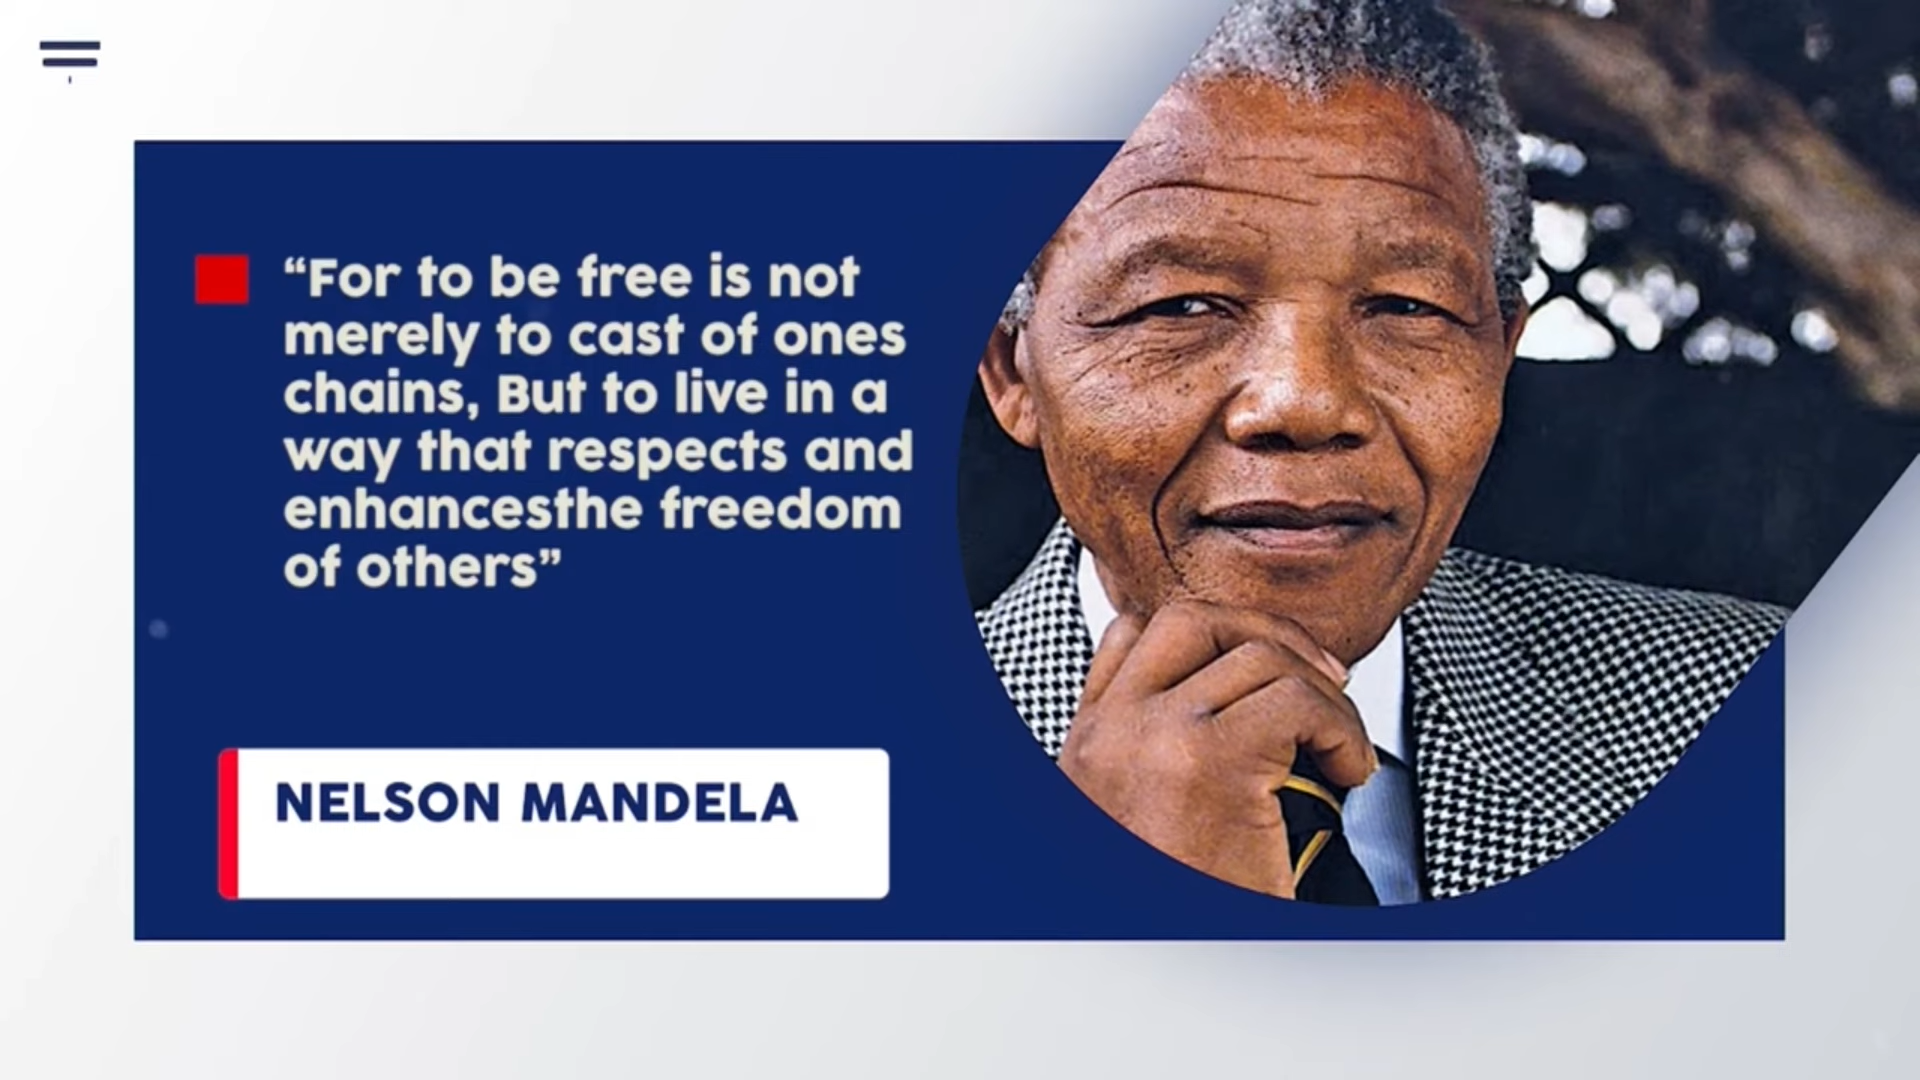 “For to be free is not
merely to cast of ones
chains, But to live in a
way that respects and
enhancesthe freedom
of others”
NELSON MANDELA